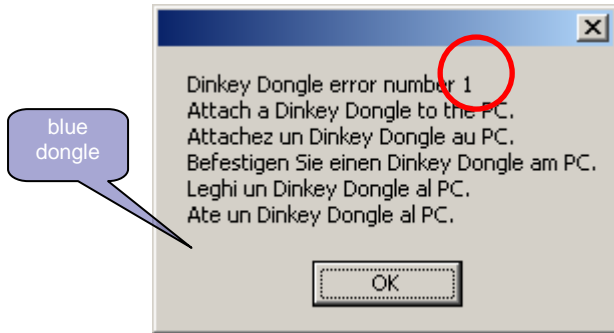 Dinkey Dongle error number 1
Attach a Dinkey Dongle to the PC.
Attachez un Dinkey Dongle au PC.
Befestigen Sie einen Dinkey Dongle am PC.
Leghi un Dinkey Dongle al PC.
Ate un Dinkey Dongle al PC.
blue
dongle
OK